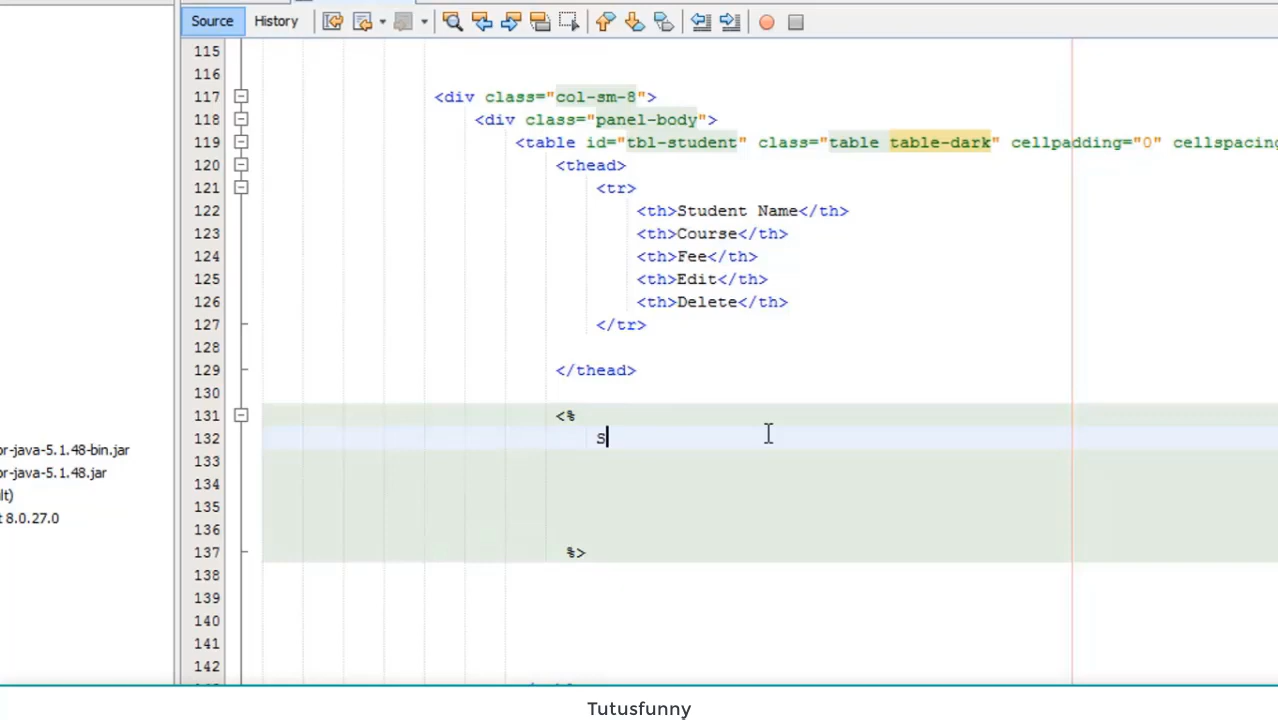 Source History
115
116
117 <div class="col-sm-8">
118 <div class="panel-body">
119 <table id="tbl-student" class="table table-dark" cellpadding="0" cellspacing
120 <thead>
121 <tr>
122 <th>Student Name</th>
123 <th>Course</th>
124 <th>Fee</th>
125 <th>Edit</th>
126 <th>Delete</th>
127 </tr>
128
129 </thead>
130
131 <%
132 s
133
134
135
136
137 %>
138
139
140
141
142
or-java-5.1.48-bin.jar
or-java-5.1.48.jar
lt)
t 8.0.27.0
Tutusfunny